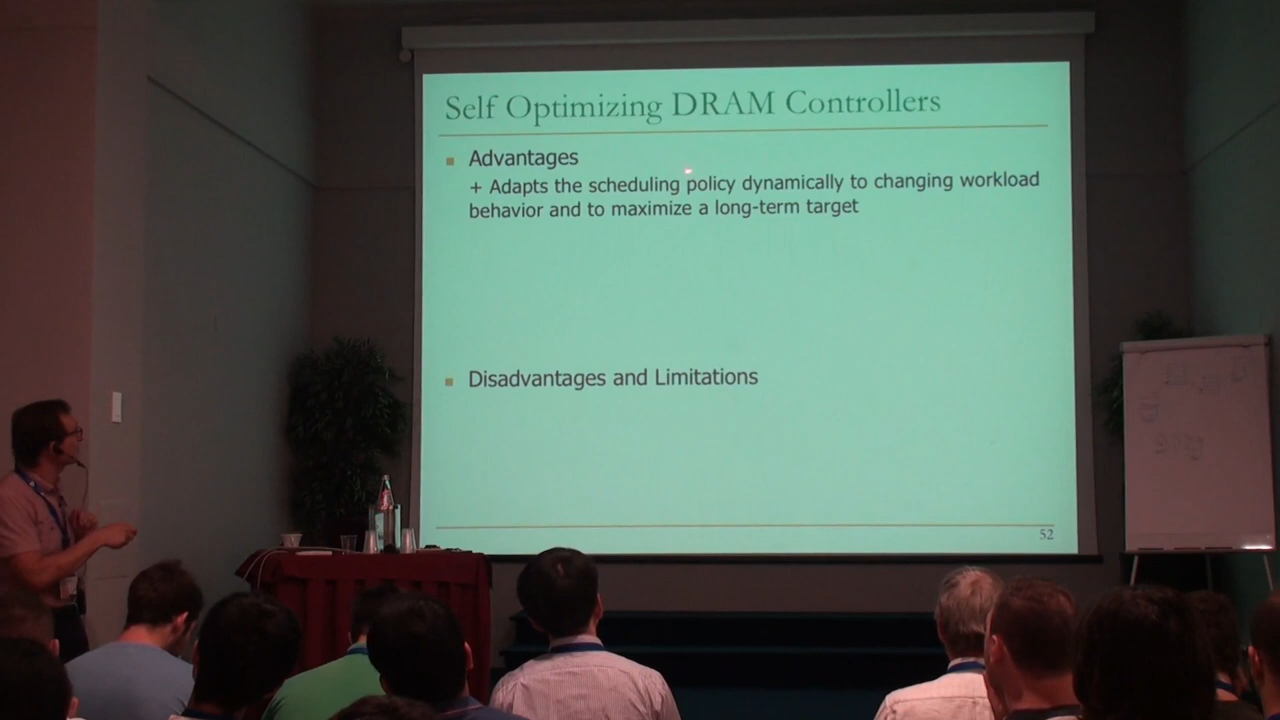 Self Optimizing DRAM Controllers
Advantages
+ Adapts the scheduling policy dynamically to changing workload
behavior and to maximize a long-term target
Disadvantages and Limitations
52